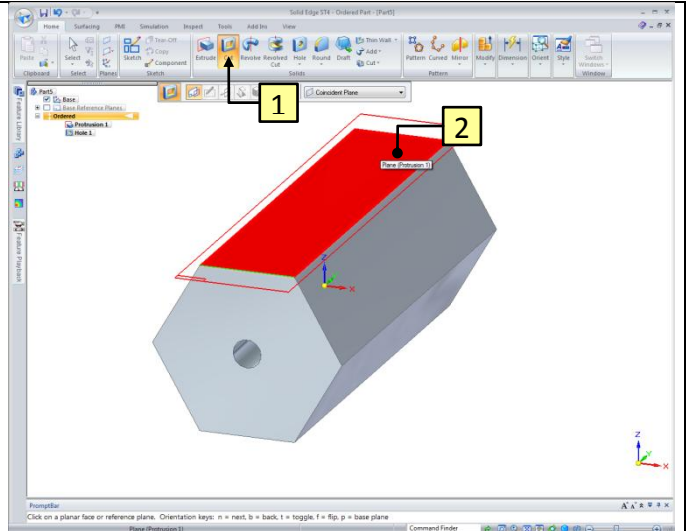 Solid Edge ST4 - Ordered Part - [Part5]
Home Surfacing PMI Simulation Inspect Tools Add Ins View
Paste Select Sketch Tear-Off Copy Component Extrude Revolve Revolved Cut Hole Round Draft Thin Wall Add Cut Pattern Curved Mirror Modify Dimension Orient Style Switch Windows
Clipboard Select Planes Sketch Solids Pattern Window
Part5
Base
Base Reference Planes
Ordered
Protrusion 1
Hole 1
Coincident Plane
1
2
Plane (Protrusion 1)
Feature Library
Feature Playback
Z
Y
X
Z
Y
X
PromptBar
Click on a planar face or reference plane. Orientation keys: n = next, b = back, t = toggle, f = flip, p = base plane
Plane (Protrusion 1) Command Finder